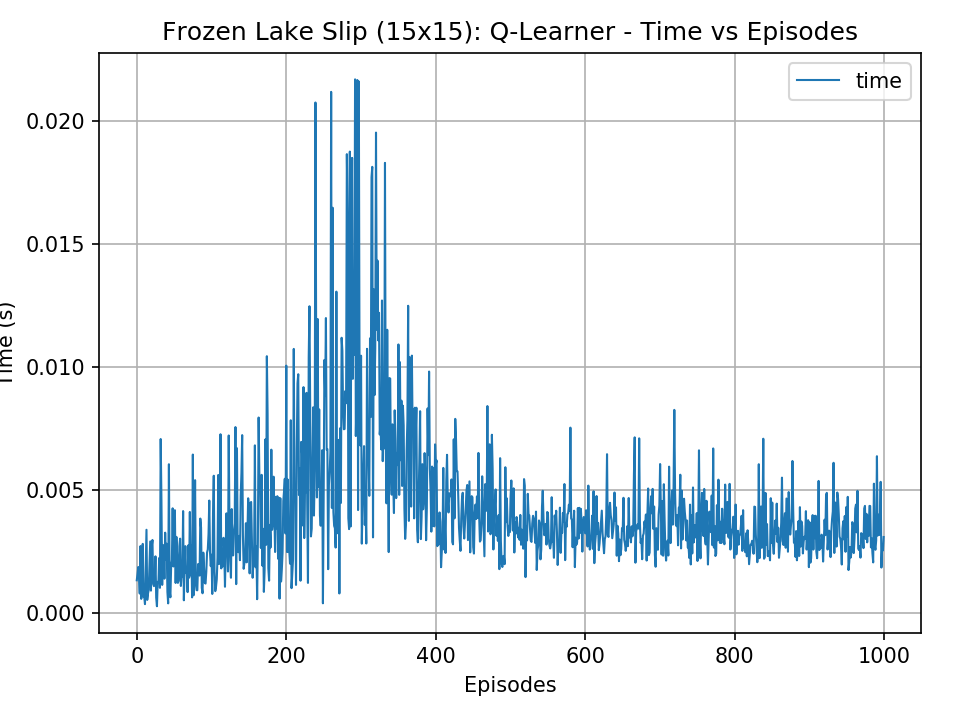 Frozen Lake Slip (15x15): Q-Learner - Time vs Episodes
time
0.020
0.015
0.010
0.005
0.000
Time (s)
0 200 400 600 800 1000
Episodes